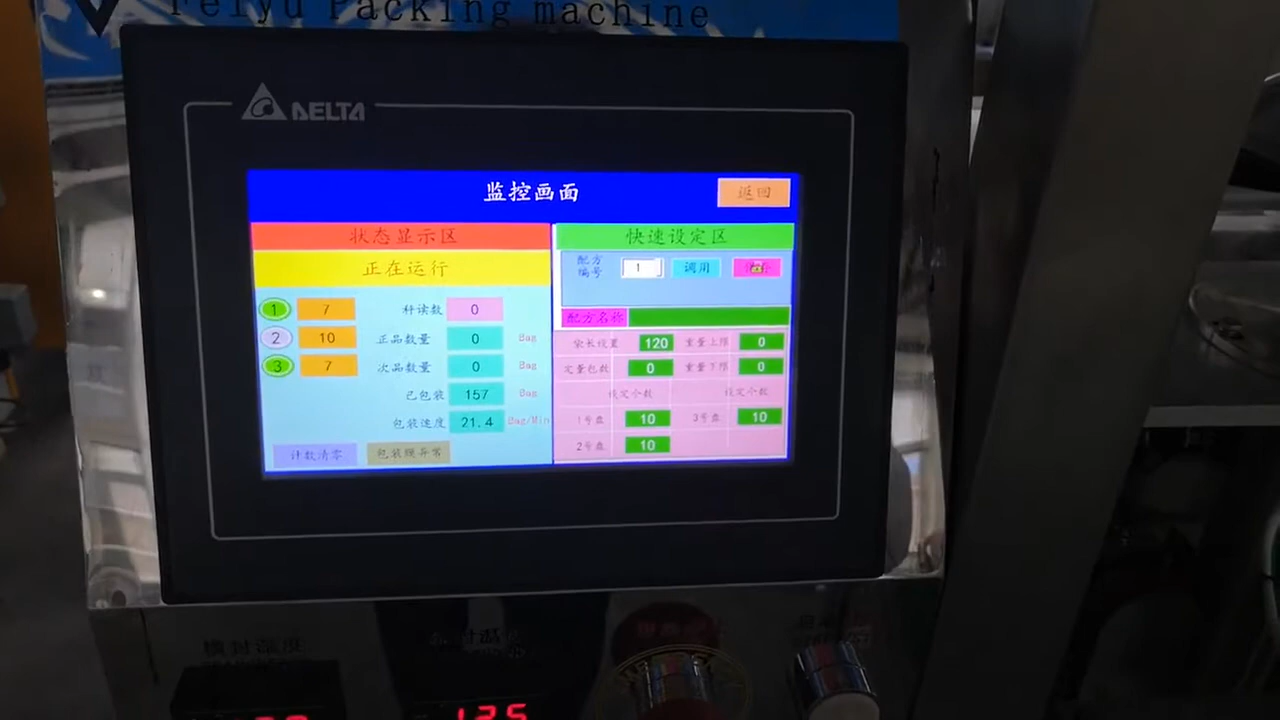 Feiyu Packing machine
DELTA
监控画面
返回
状态显示区
正在运行
1 7 秤读数 0
2 10 正品数量 0 Bag
3 7 次品数量 0 Bag
已包装 157 Bag
包装速度 21.4 Bag/Min
计数清零 包装膜异常
快速设定区
配方编号 1 调用
配方名称
袋长设置 120 重量上限 0
定量包数 0 重量下限 0
设定个数 设定个数
1号盘 10 3号盘 10
2号盘 10
横封温度
125